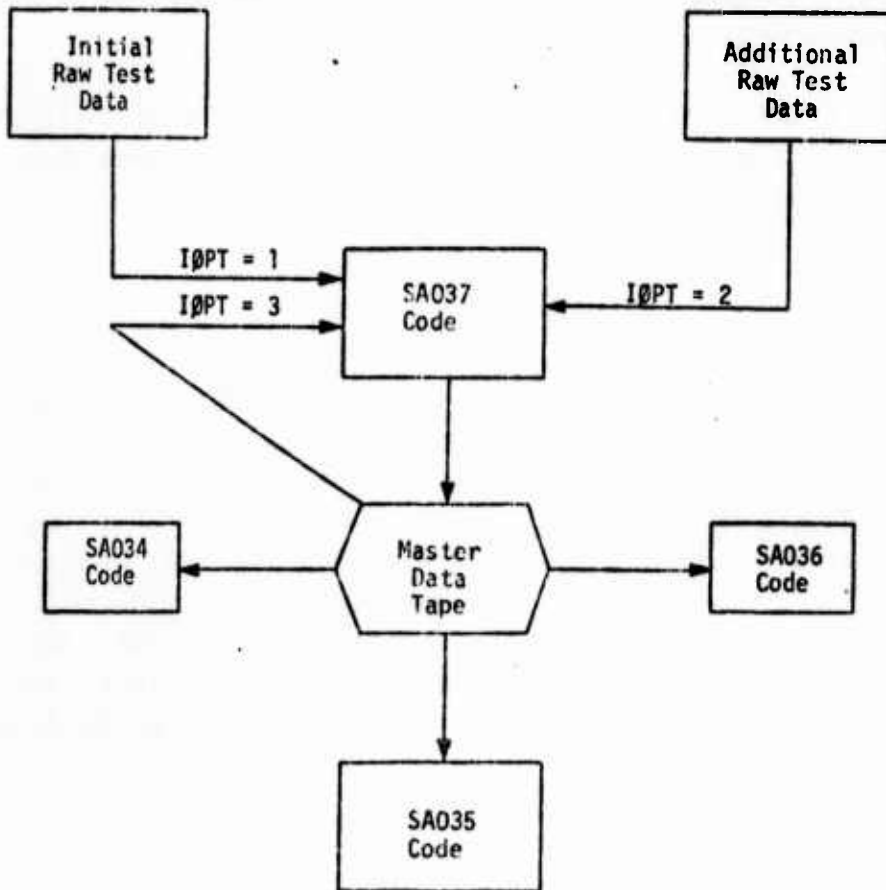 Initial
Raw Test
Data
Additional
Raw Test
Data
IØPT = 1
IØPT = 3
SA037
Code
IØPT = 2
SA034
Code
Master
Data
Tape
SA036
Code
SA035
Code